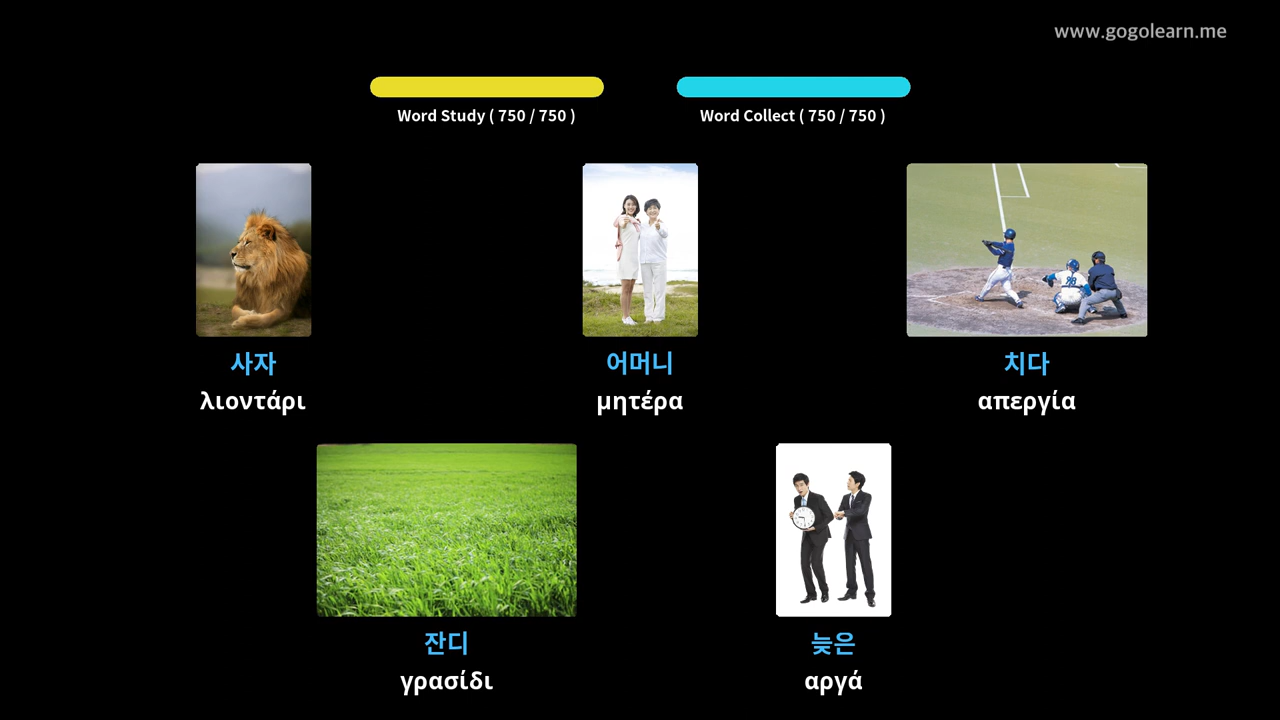 www.gogolearn.me
Word Study ( 750 / 750 )
Word Collect ( 750 / 750 )
사자
λιοντάρι
어머니
μητέρα
치다
απεργία
잔디
γρασίδι
늦은
αργά